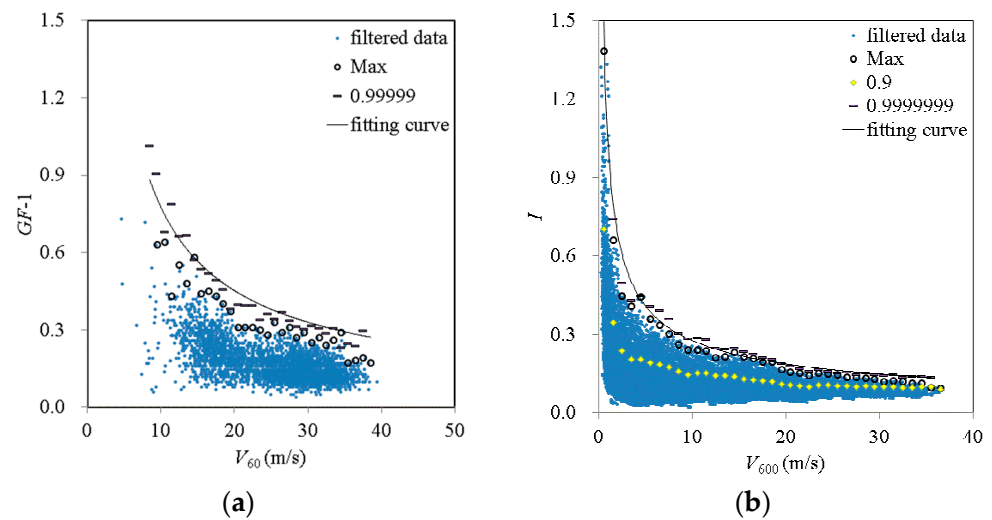 1.5
1.2
0.9
0.6
0.3
0.0
GF-1
filtered data
Max
0.99999
fitting curve
0 10 20 30 40 50
V60 (m/s)
(a)
1.5
1.2
0.9
0.6
0.3
0.0
I
filtered data
Max
0.9
0.9999999
fitting curve
0 10 20 30 40
V600 (m/s)
(b)